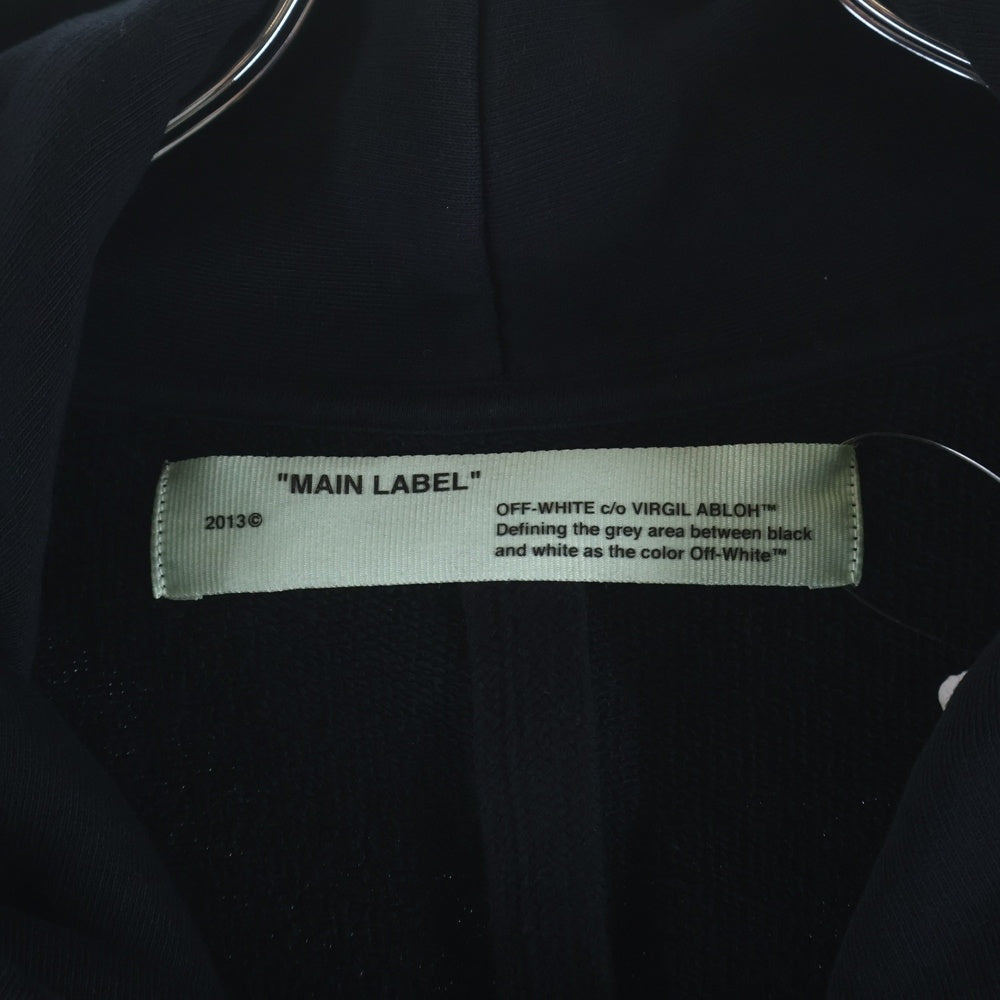 "MAIN LABEL"
2013©
OFF-WHITE c/o VIRGIL ABLOH™
Defining the grey area between black
and white as the color Off-White™